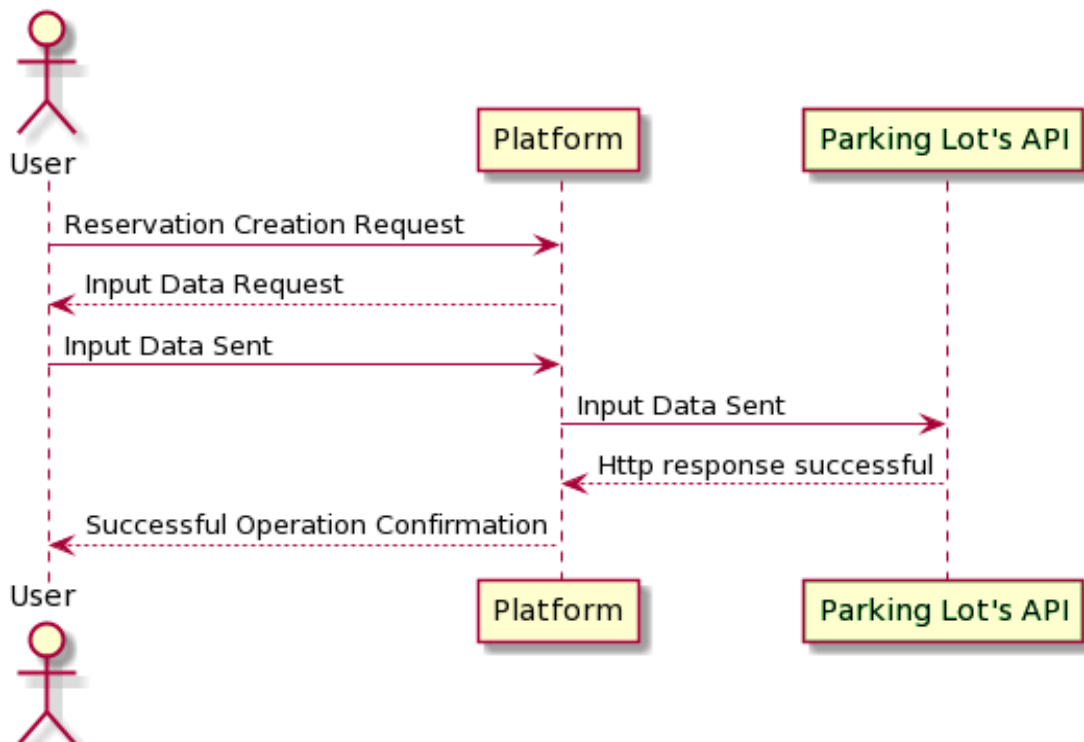 User
Platform
Parking Lot's API
Reservation Creation Request
Input Data Request
Input Data Sent
Input Data Sent
Http response successful
Successful Operation Confirmation
User
Platform
Parking Lot's API